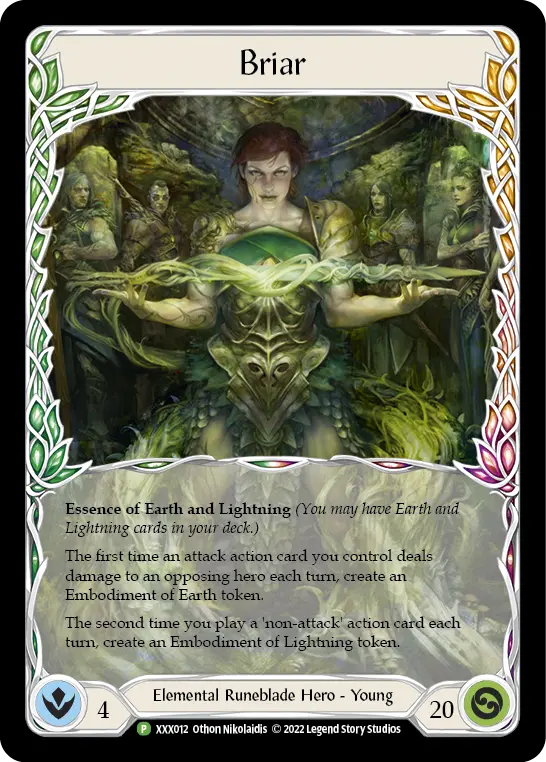 Briar
Essence of Earth and Lightning (You may have Earth and
Lightning cards in your deck.)
The first time an attack action card you control deals
damage to an opposing hero each turn, create an
Embodiment of Earth token.
The second time you play a 'non-attack' action card each
turn, create an Embodiment of Lightning token.
4
Elemental Runeblade Hero - Young
20
P XXX012 Othon Nikolaidis © 2022 Legend Story Studios